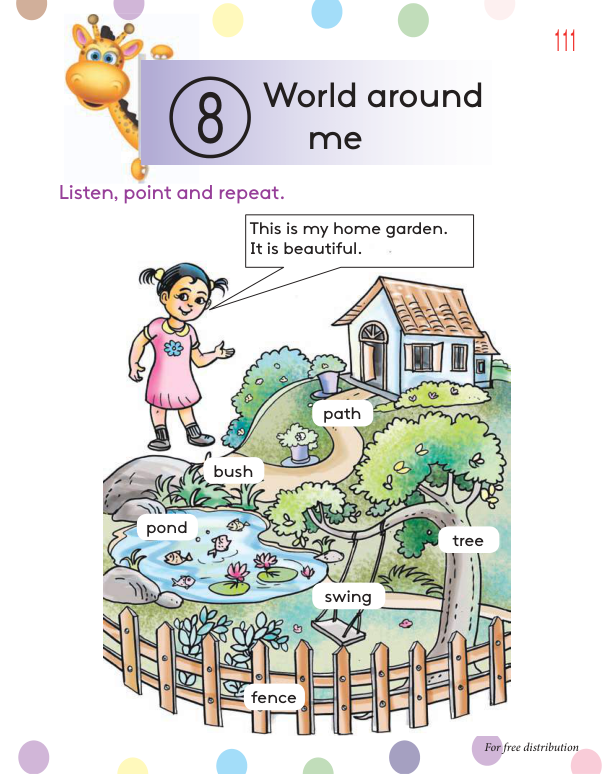 111
8
World around
me
Listen, point and repeat.
This is my home garden.
It is beautiful.
path
bush
pond
tree
swing
fence
For free distribution